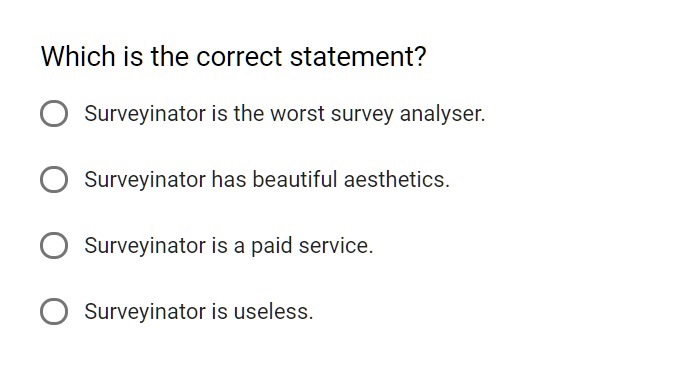 Which is the correct statement?
Surveyinator is the worst survey analyser.
Surveyinator has beautiful aesthetics.
Surveyinator is a paid service.
Surveyinator is useless.